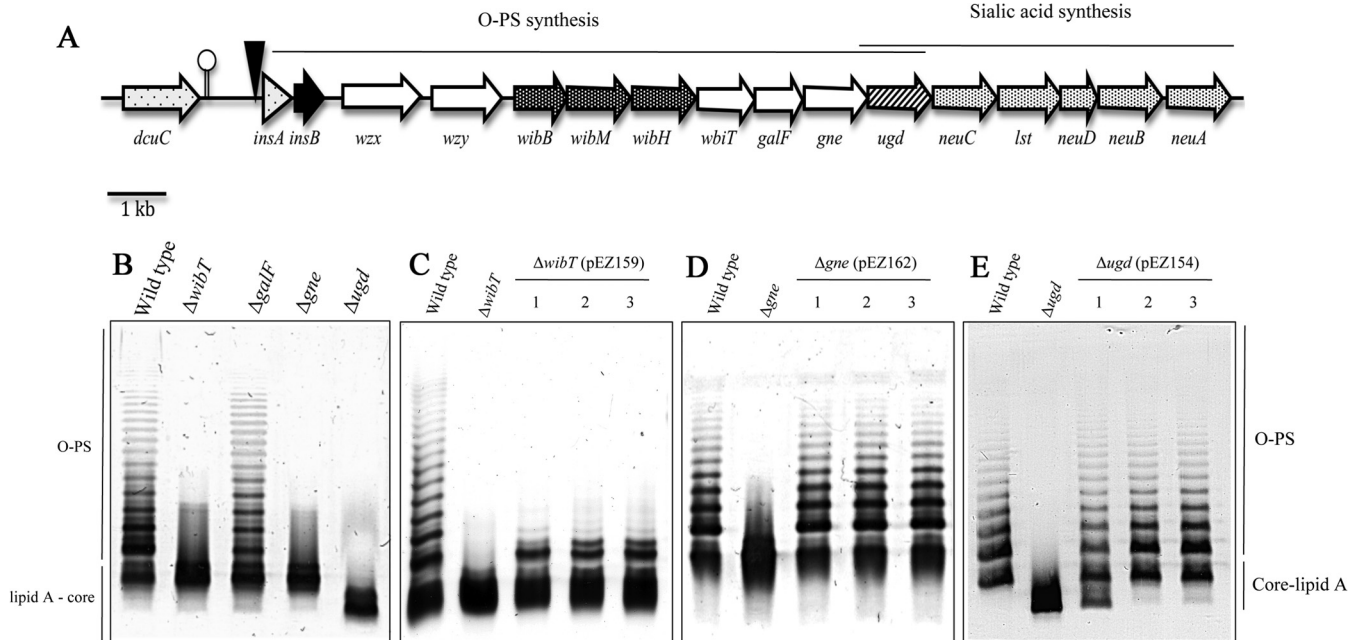 O-PS synthesis
Sialic acid synthesis
A
dcuC insA insB wzx wzy wibB wibM wibH wbiT galF gne ugd neuC lst neuD neuB neuA
1 kb
B
Wild type ΔwibT ΔgalF Δgne Δugd
O-PS
lipid A - core
C
Wild type ΔwibT ΔwibT (pEZ159)
1 2 3
D
Wild type Δgne Δgne (pEZ162)
1 2 3
E
Wild type Δugd Δugd (pEZ154)
1 2 3
O-PS
Core-lipid A